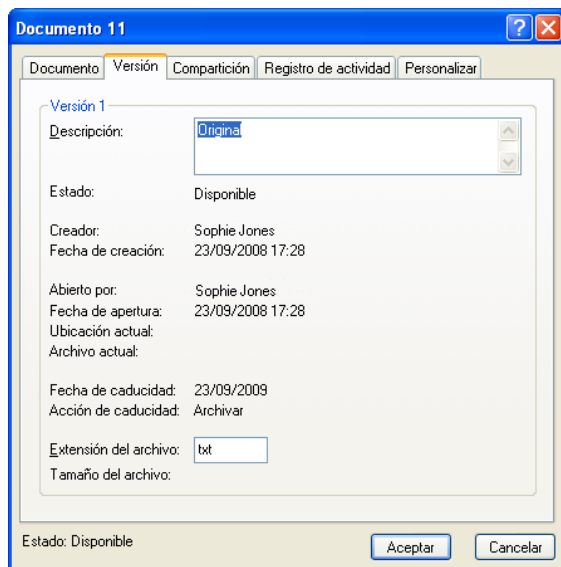 Documento 11
Documento Versión Compartición Registro de actividad Personalizar
Versión 1
Descripción: Original
Estado: Disponible
Creador: Sophie Jones
Fecha de creación: 23/09/2008 17:28
Abierto por: Sophie Jones
Fecha de apertura: 23/09/2008 17:28
Ubicación actual:
Archivo actual:
Fecha de caducidad: 23/09/2009
Acción de caducidad: Archivar
Extensión del archivo: txt
Tamaño del archivo:
Estado: Disponible Aceptar Cancelar